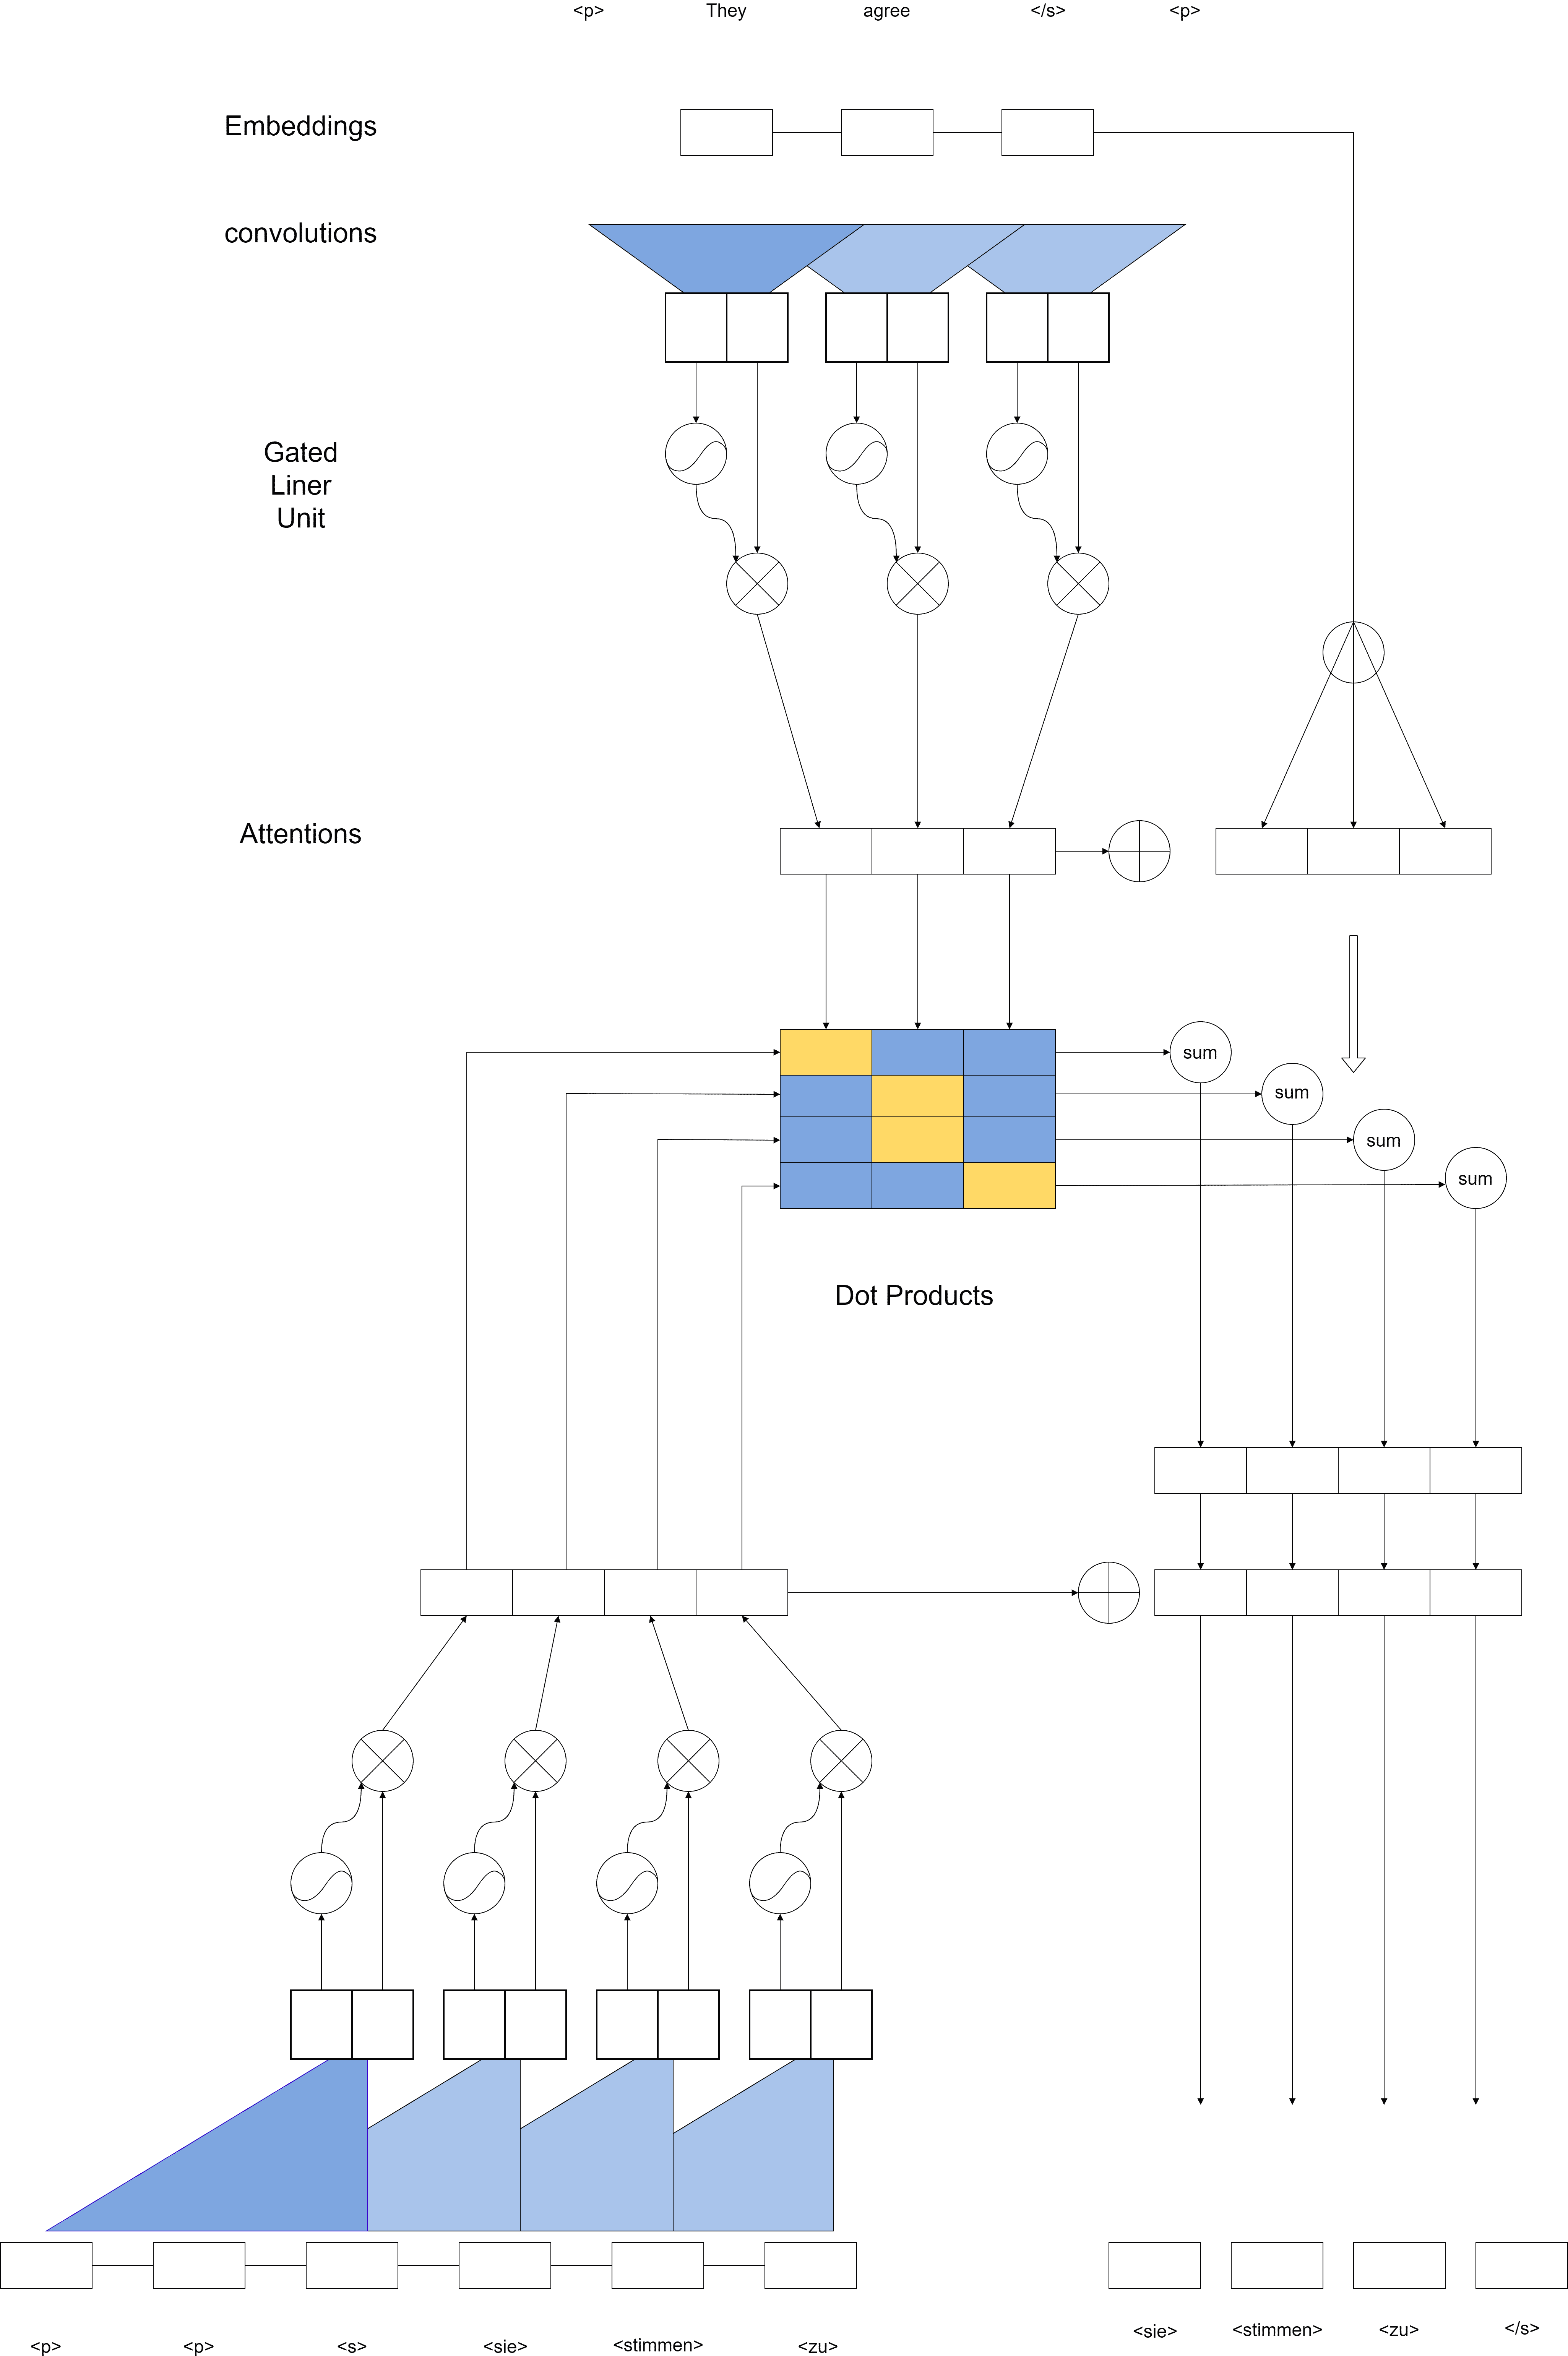 <p> They agree </s> <p>
Embeddings
convolutions
Gated
Liner
Unit
Attentions
sum
sum
sum
sum
Dot Products
<sie> <stimmen> <zu> </s>
<p> <p> <s> <sie> <stimmen> <zu>